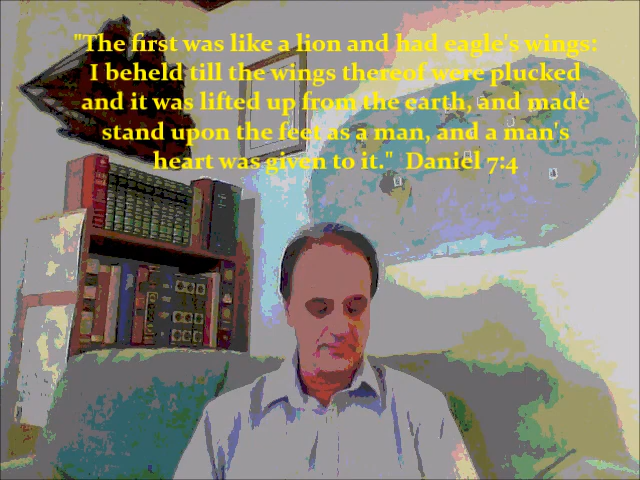 "The first was like a lion and had eagle's wings:
I beheld till the wings thereof were plucked
and it was lifted up from the earth, and made
stand upon the feet as a man, and a man's
heart was given to it."  Daniel 7:4